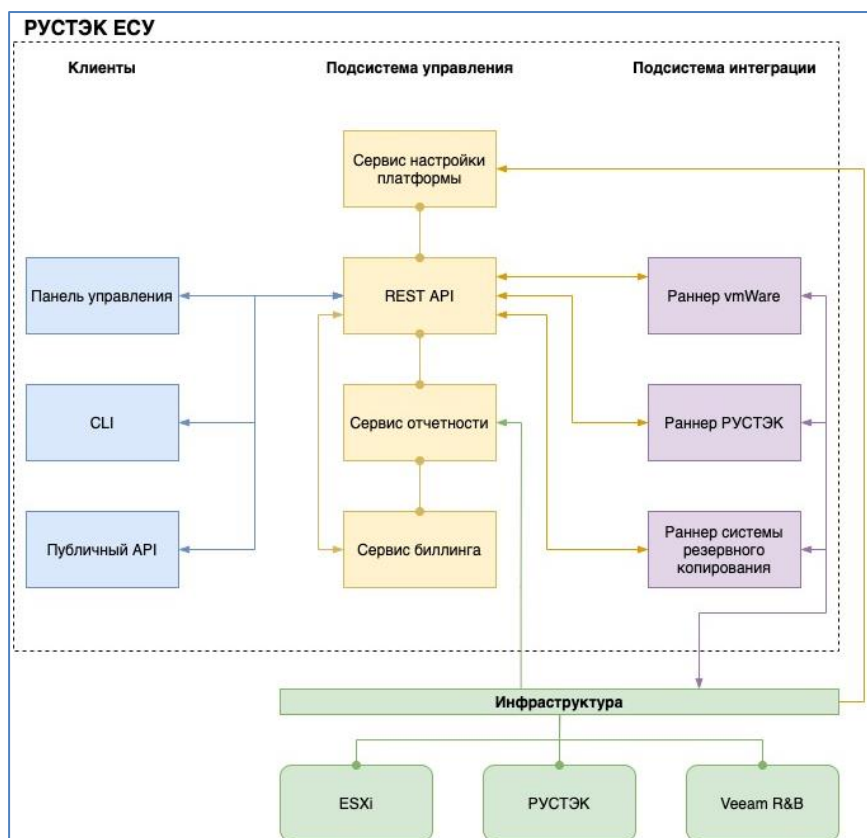 РУСТЭК ЕСУ
Клиенты
Подсистема управления
Подсистема интеграции
Сервис настройки
платформы
Панель управления
REST API
Раннер vmWare
CLI
Сервис отчетности
Раннер РУСТЭК
Публичный API
Сервис биллинга
Раннер системы
резервного
копирования
Инфраструктура
ESXi
РУСТЭК
Veeam R&B